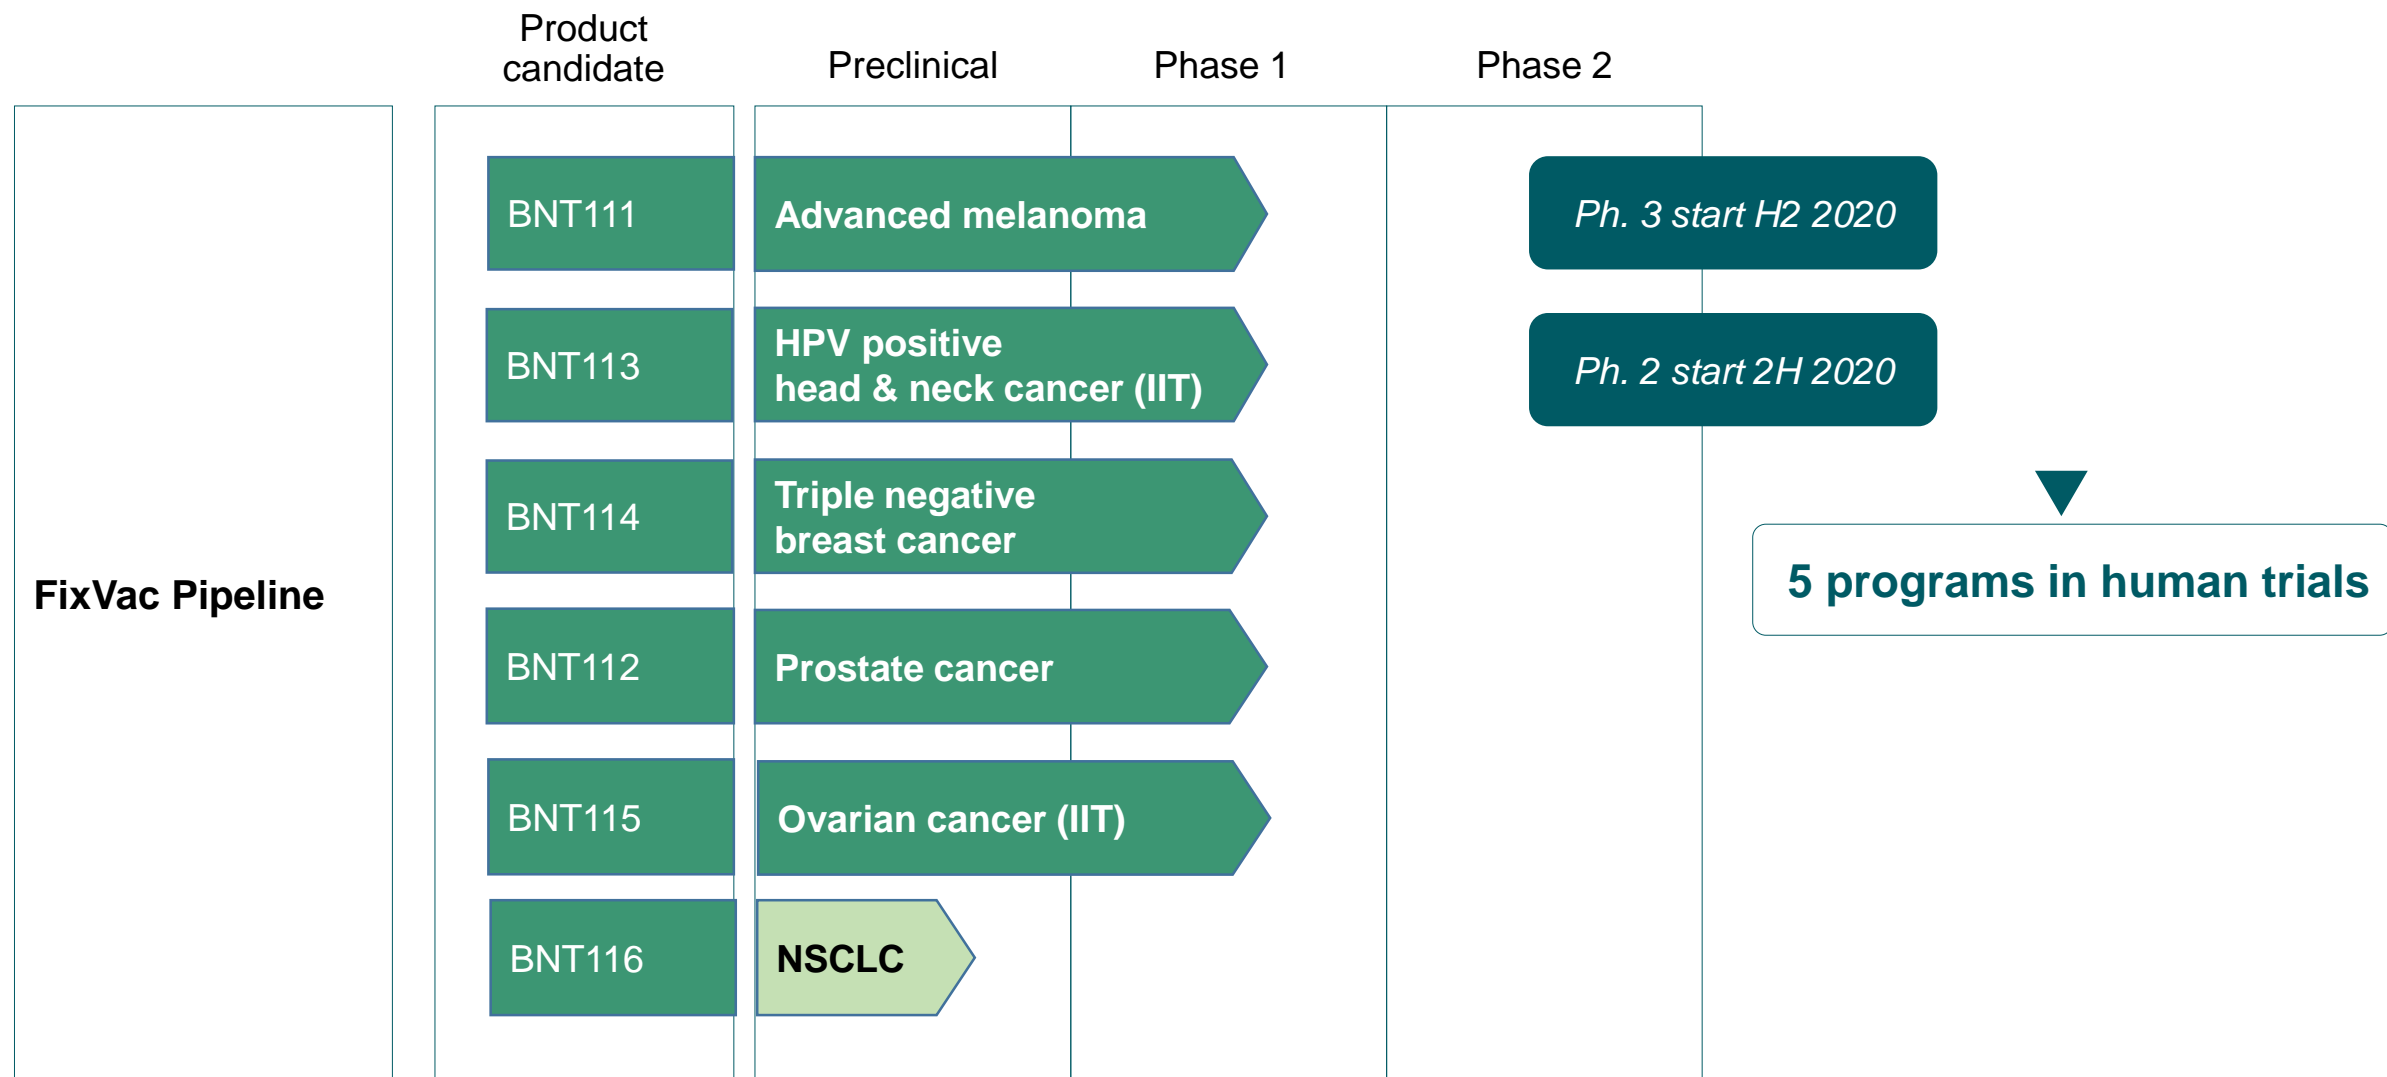 Product
candidate
Preclinical
Phase 1
Phase 2
FixVac Pipeline
BNT111
Advanced melanoma
Ph. 3 start H2 2020
BNT113
HPV positive
head & neck cancer (IIT)
Ph. 2 start 2H 2020
BNT114
Triple negative
breast cancer
5 programs in human trials
BNT112
Prostate cancer
BNT115
Ovarian cancer (IIT)
BNT116
NSCLC